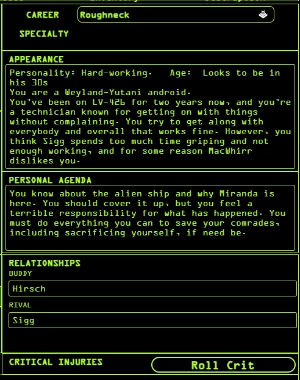 CAREER Roughneck
SPECIALTY
APPEARANCE
Personality: Hard-working. Age: Looks to be in
his 30s
You are a Weyland-Yutani android.
You've been on LV-426 for two years now, and you're
a technician known for getting on with things
without complaining. You try to get along with
everybody and overall that works fine. However, you
think Sigg spends too much time griping and not
enough working, and for some reason MacWhirr
dislikes you.
PERSONAL AGENDA
You know about the alien ship and why Miranda is
here. You should cover it up, but you feel a
terrible responsibility for what has happened. You
must do everything you can to save your comrades,
including sacrificing yourself, if need be.
RELATIONSHIPS
BUDDY
Hirsch
RIVAL
Sigg
CRITICAL INJURIES Roll Crit